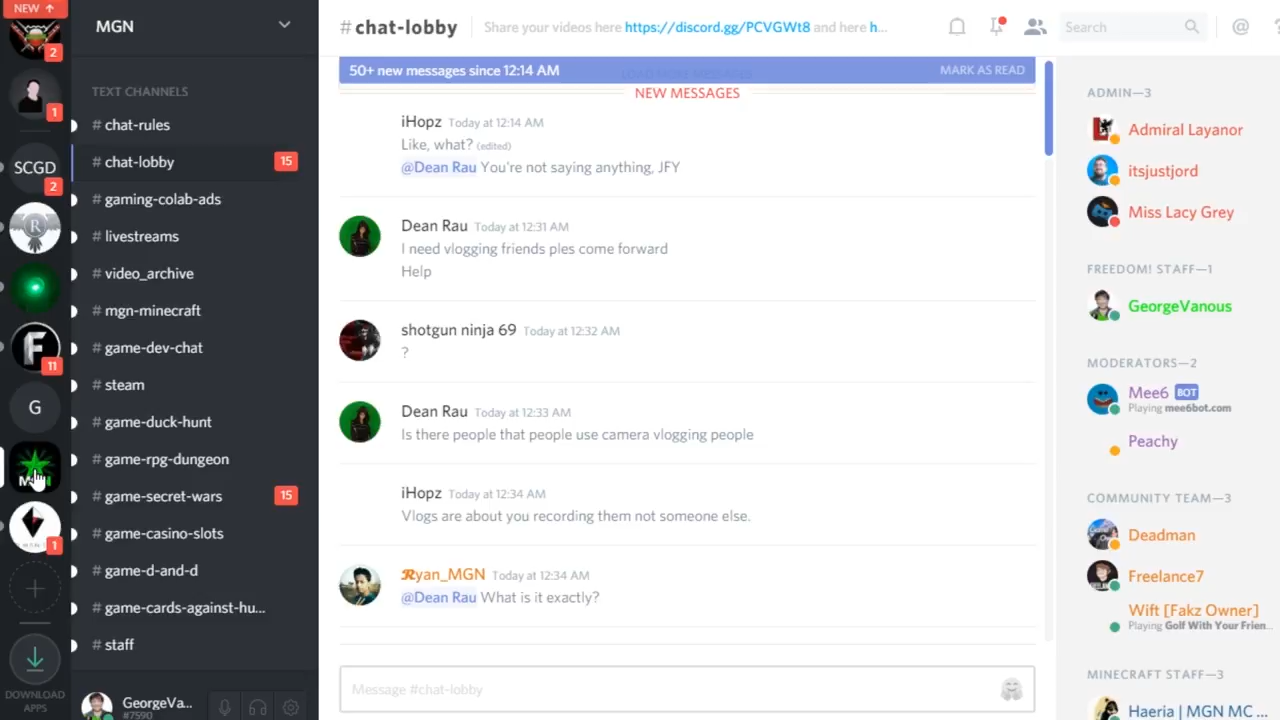 NEW ↑
2
1
SCGD
2
R
F
11
G
MGN
1
+
DOWNLOAD
APPS
MGN
TEXT CHANNELS
# chat-rules
# chat-lobby 15
# gaming-colab-ads
# livestreams
# video_archive
# mgn-minecraft
# game-dev-chat
# steam
# game-duck-hunt
# game-rpg-dungeon
# game-secret-wars 15
# game-casino-slots
# game-d-and-d
# game-cards-against-hu...
# staff
GeorgeVa...
#7590
# chat-lobby Share your videos here https://discord.gg/PCVGWt8 and here h...
Search
@
50+ new messages since 12:14 AM LOAD MORE MESSAGES MARK AS READ
NEW MESSAGES
iHopz Today at 12:14 AM
Like, what? (edited)
@Dean Rau You're not saying anything, JFY
Dean Rau Today at 12:31 AM
I need vlogging friends ples come forward
Help
shotgun ninja 69 Today at 12:32 AM
?
Dean Rau Today at 12:33 AM
Is there people that people use camera vlogging people
iHopz Today at 12:34 AM
Vlogs are about you recording them not someone else.
Ryan_MGN Today at 12:34 AM
@Dean Rau What is it exactly?
Message #chat-lobby
ADMIN—3
Admiral Layanor
itsjustjord
Miss Lacy Grey
FREEDOM! STAFF—1
GeorgeVanous
MODERATORS—2
Mee6 BOT
Playing mee6bot.com
Peachy
COMMUNITY TEAM—3
Deadman
Freelance7
Wift [Fakz Owner]
Playing Golf With Your Frien...
MINECRAFT STAFF—3
Haeria | MGN MC ...